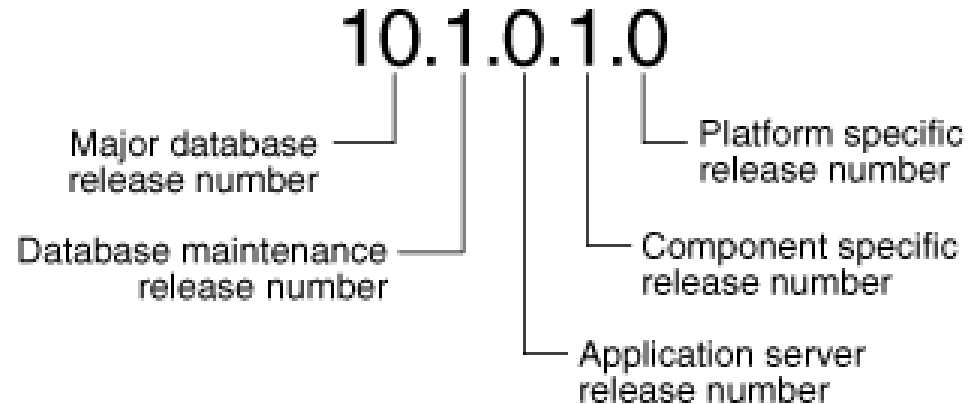 10.1.0.1.0
Major database
release number
Platform specific
release number
Database maintenance
release number
Component specific
release number
Application server
release number